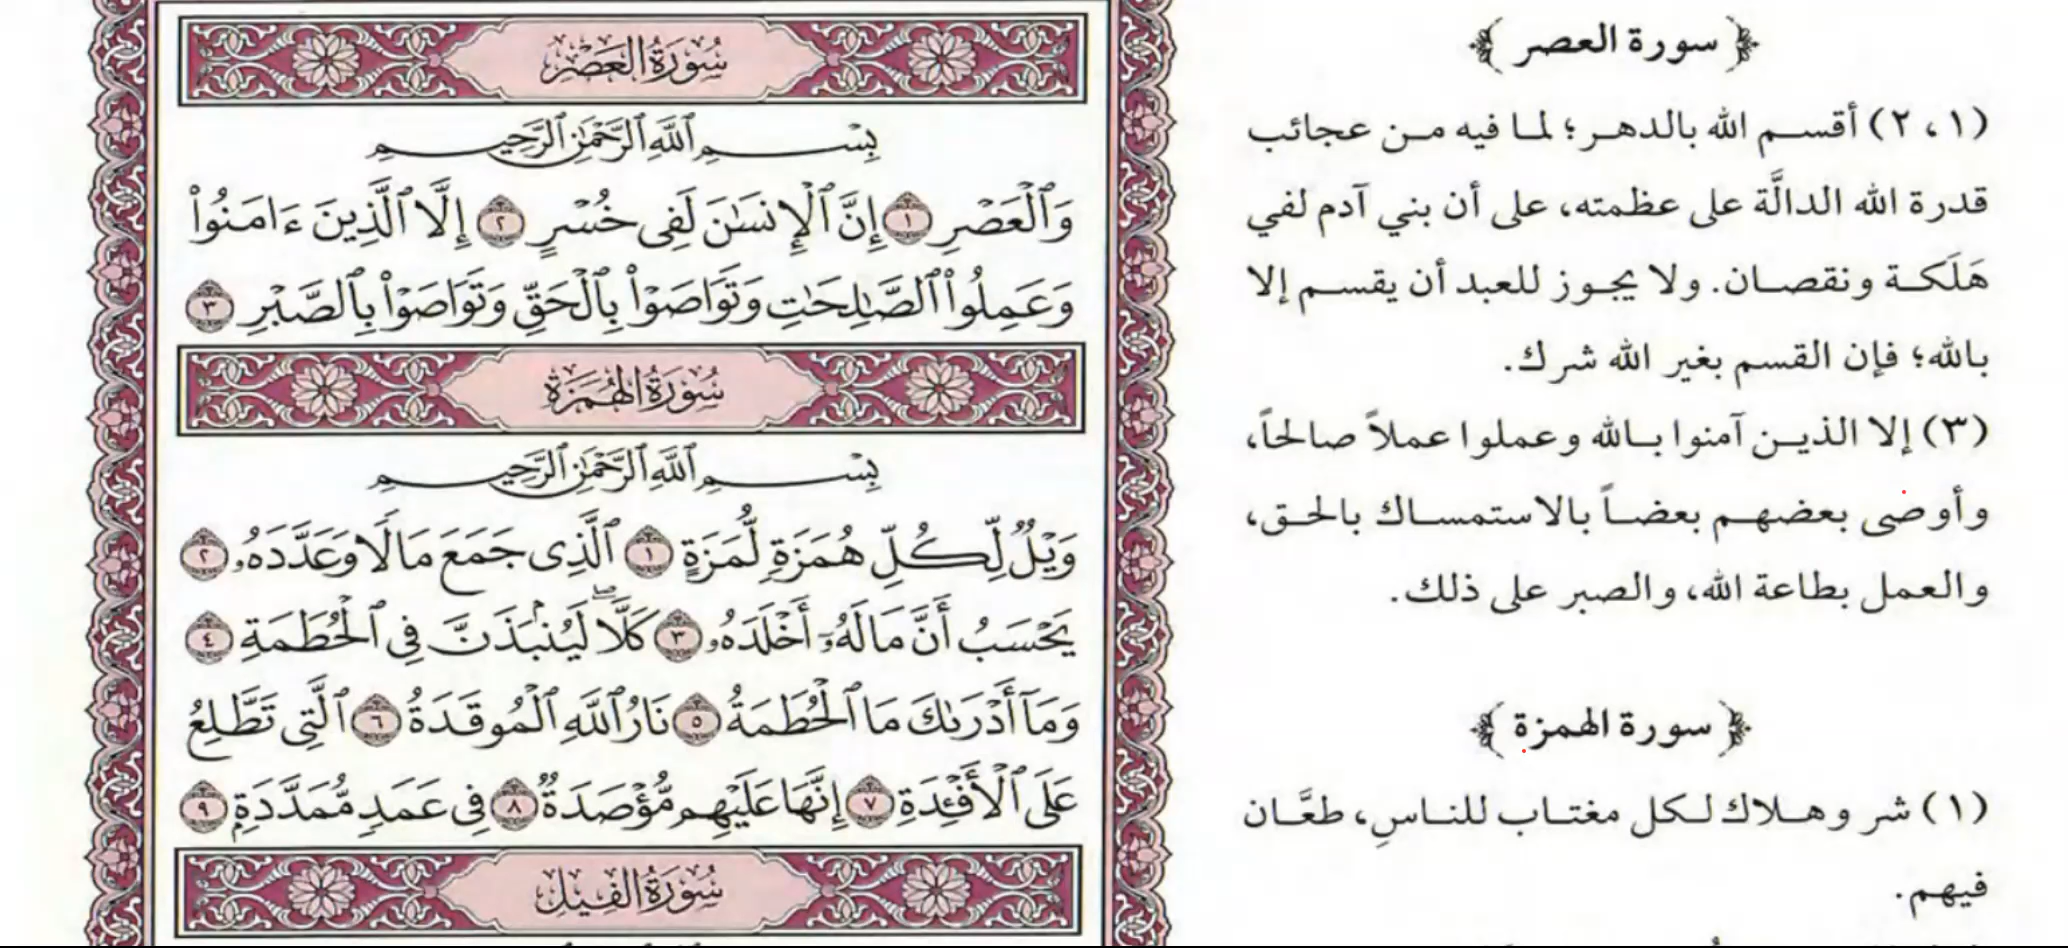 سورة العصر
(١، ٢) أقسم الله بالدهر؛ لما فيه من عجائب
قدرة الله الدالَّة على عظمته، على أن بني آدم لفي
هَلَكة ونقصان. ولا يجوز للعبد أن يقسم إلا
بالله؛ فإن القسم بغير الله شرك.
(٣) إلا الذين آمنوا بالله وعملوا عملاً صالحاً،
وأوصى بعضهم بعضاً بالاستمساك بالحق،
والعمل بطاعة الله، والصبر على ذلك.
سورة الهمزة
(١) شر وهلاك لكل مغتاب للناسِ، طعَّان
فيهم.
سُورَةُ العَصْرِ
بِسْمِ ٱللَّهِ ٱلرَّحْمَٰنِ ٱلرَّحِيمِ
وَٱلْعَصْرِ ١ إِنَّ ٱلْإِنسَٰنَ لَفِى خُسْرٍ ٢ إِلَّا ٱلَّذِينَ ءَامَنُوا۟
وَعَمِلُوا۟ ٱلصَّٰلِحَٰتِ وَتَوَاصَوْا۟ بِٱلْحَقِّ وَتَوَاصَوْا۟ بِٱلصَّبْرِ ٣
سُورَةُ الهُمَزَةِ
بِسْمِ ٱللَّهِ ٱلرَّحْمَٰنِ ٱلرَّحِيمِ
وَيْلٌ لِّكُلِّ هُمَزَةٍ لُّمَزَةٍ ١ ٱلَّذِى جَمَعَ مَالًا وَعَدَّدَهُۥ ٢
يَحْسَبُ أَنَّ مَالَهُۥٓ أَخْلَدَهُۥ ٣ كَلَّا ۖ لَيُنۢبَذَنَّ فِى ٱلْحُطَمَةِ ٤
وَمَآ أَدْرَىٰكَ مَا ٱلْحُطَمَةُ ٥ نَارُ ٱللَّهِ ٱلْمُوقَدَةُ ٦ ٱلَّتِى تَطَّلِعُ
عَلَى ٱلْأَفْـِٔدَةِ ٧ إِنَّهَا عَلَيْهِم مُّؤْصَدَةٌ ٨ فِى عَمَدٍ مُّمَدَّدَةٍۭ ٩
سُورَةُ الفِيلِ